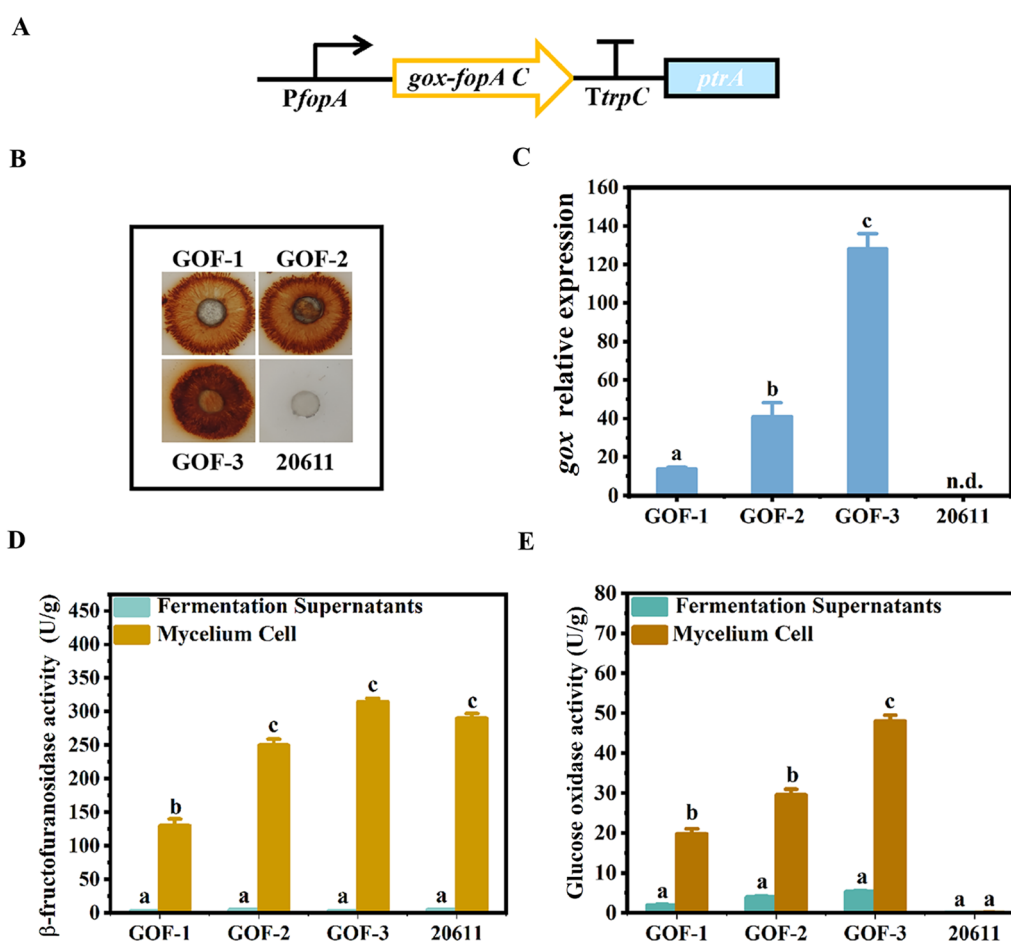 A
PfopA
gox-fopA C
TtrpC
ptrA
B
GOF-1 GOF-2
GOF-3 20611
C
gox relative expression
160
140
120
100
80
60
40
20
0
a
b
c
n.d.
GOF-1 GOF-2 GOF-3 20611
D
β-fructofuranosidase activity (U/g)
Fermentation Supernatants
Mycelium Cell
450
400
350
300
250
200
150
100
50
0
a b
a c
a c
a c
GOF-1 GOF-2 GOF-3 20611
E
Glucose oxidase activity (U/g)
Fermentation Supernatants
Mycelium Cell
80
70
60
50
40
30
20
10
0
a b
a b
a c
a a
GOF-1 GOF-2 GOF-3 20611